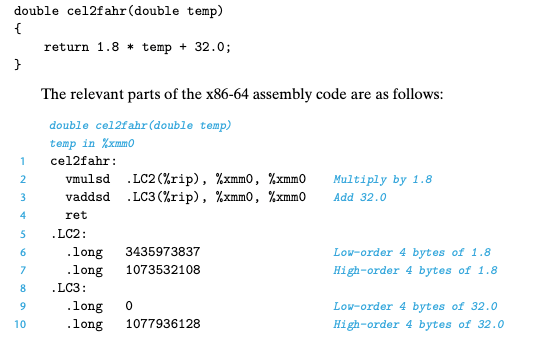 double cel2fahr(double temp)
{
    return 1.8 * temp + 32.0;
}
The relevant parts of the x86-64 assembly code are as follows:
double cel2fahr(double temp)
temp in %xmm0
1 cel2fahr:
2 vmulsd .LC2(%rip), %xmm0, %xmm0 Multiply by 1.8
3 vaddsd .LC3(%rip), %xmm0, %xmm0 Add 32.0
4 ret
5 .LC2:
6 .long 3435973837 Low-order 4 bytes of 1.8
7 .long 1073532108 High-order 4 bytes of 1.8
8 .LC3:
9 .long 0 Low-order 4 bytes of 32.0
10 .long 1077936128 High-order 4 bytes of 32.0